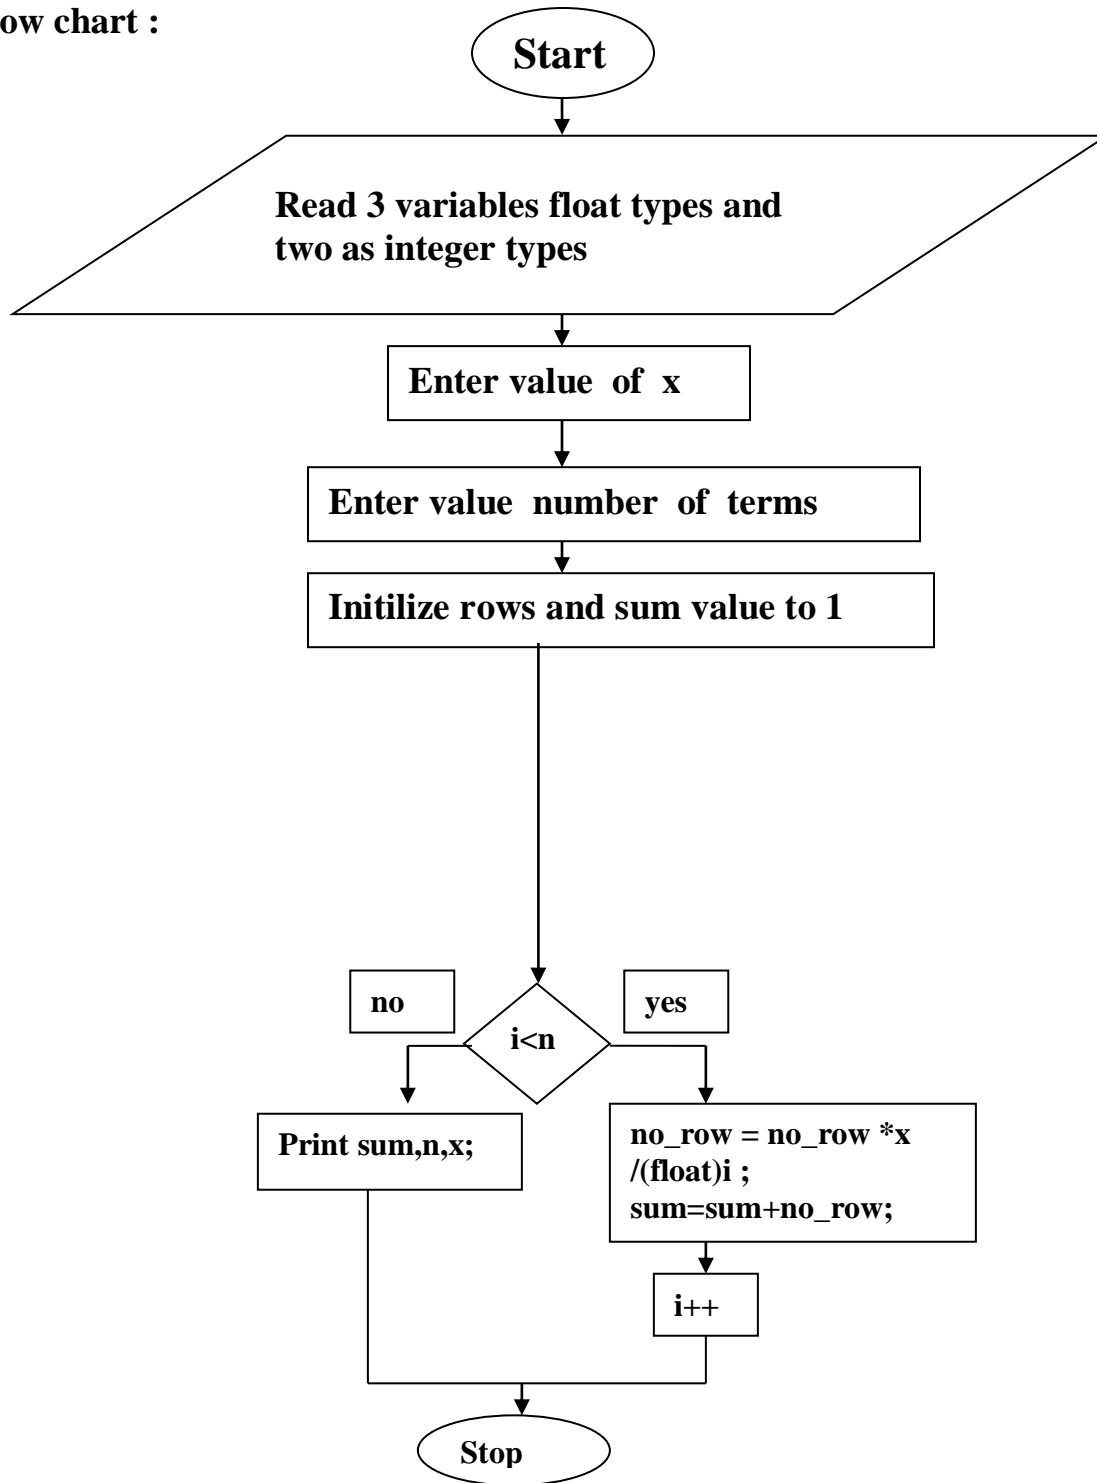 ow chart :
Start
Read 3 variables float types and
two as integer types
Enter value of x
Enter value number of terms
Initilize rows and sum value to 1
no
yes
i<n
Print sum,n,x;
no_row = no_row *x
/(float)i ;
sum=sum+no_row;
i++
Stop